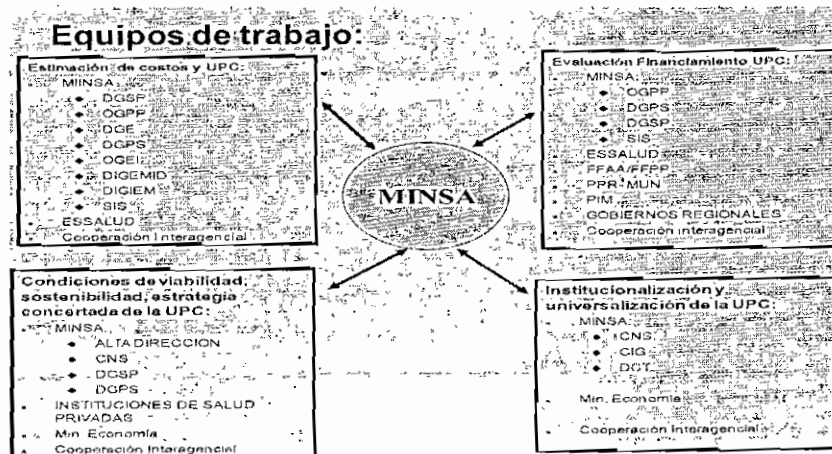 Equipos de trabajo:
Estimación de costos y UPC:
MINSA:
DGSP
OGPP
DGE
DGPS
OGEI
DIGEMID
DIGIEM
SIS
ESSALUD
Cooperación Interagencial
MINSA
Evaluación Financiamiento UPC:
MINSA:
OGPP
DGPS
DGSP
SIS
ESSALUD
FFAA/FFPP
PPR-MUN
PIM
GOBIERNOS REGIONALES
Cooperación interagencial
Condiciones de viabilidad,
sostenibilidad, estrategia
concertada de la UPC:
MINSA:
ALTA DIRECCION
CNS
DGSP
DGPS
INSTITUCIONES DE SALUD
PRIVADAS
Min. Economía
Cooperación Interagencial
Institucionalización y
universalización de la UPC:
MINSA:
CNS
CIG
DCT
Min. Economía
Cooperación Interagencial